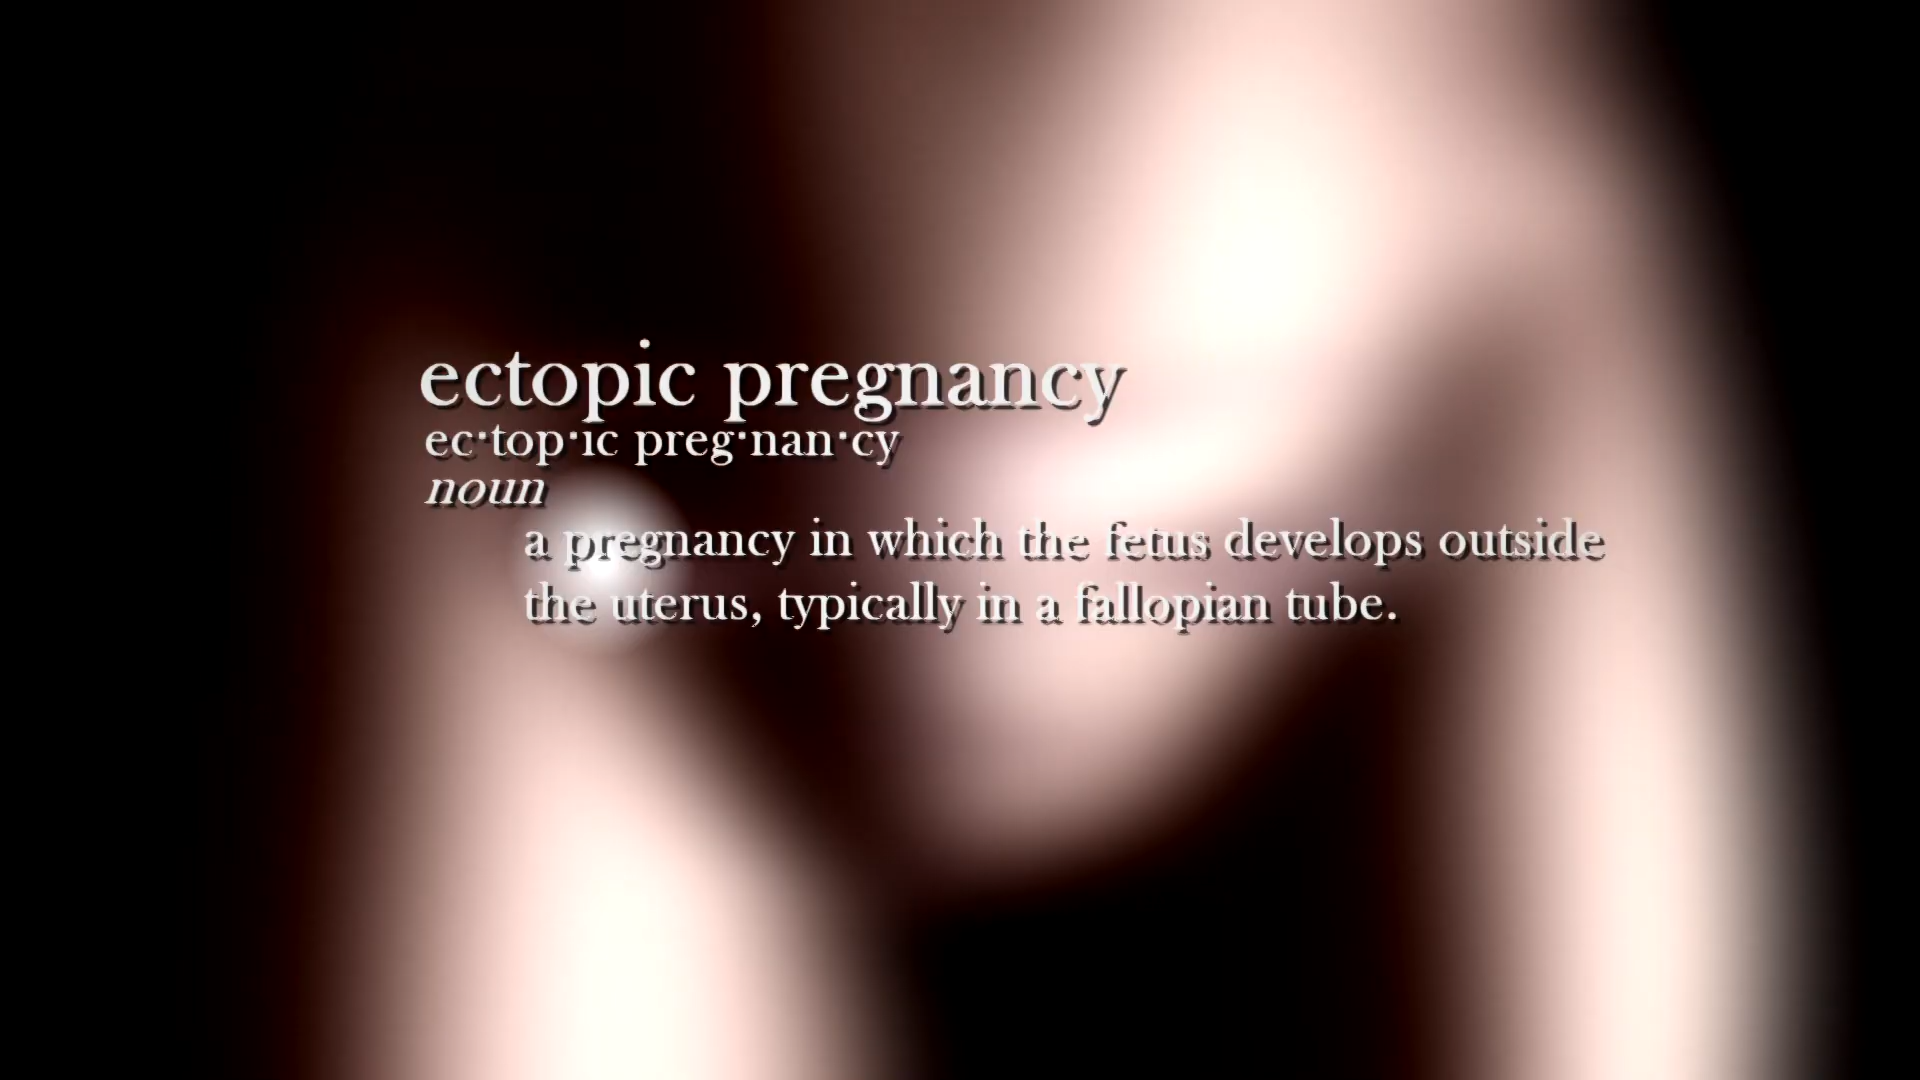 ectopic pregnancy
ec·top·ic preg·nan·cy
noun
a pregnancy in which the fetus develops outside
the uterus, typically in a fallopian tube.